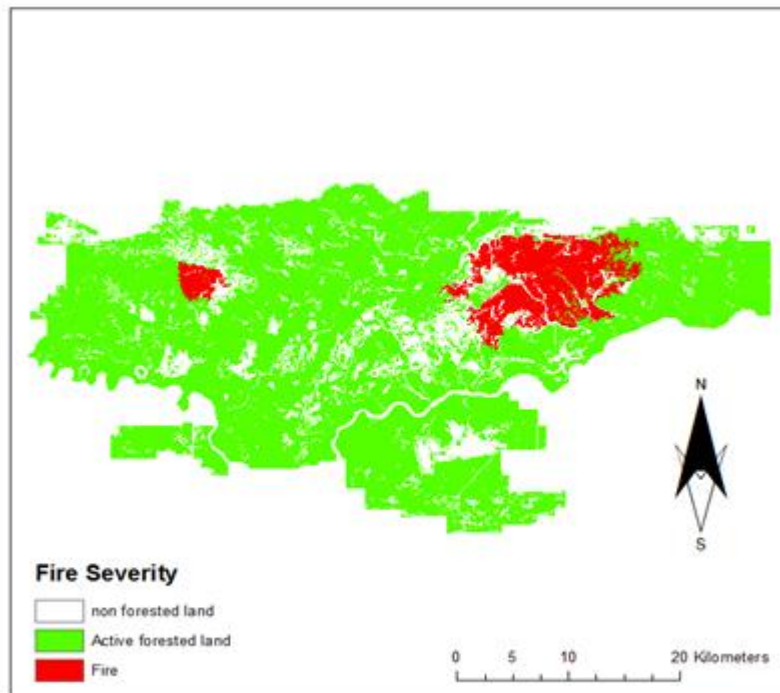 N
S
Fire Severity
non forested land
Active forested land
Fire
0 5 10 20 Kilometers